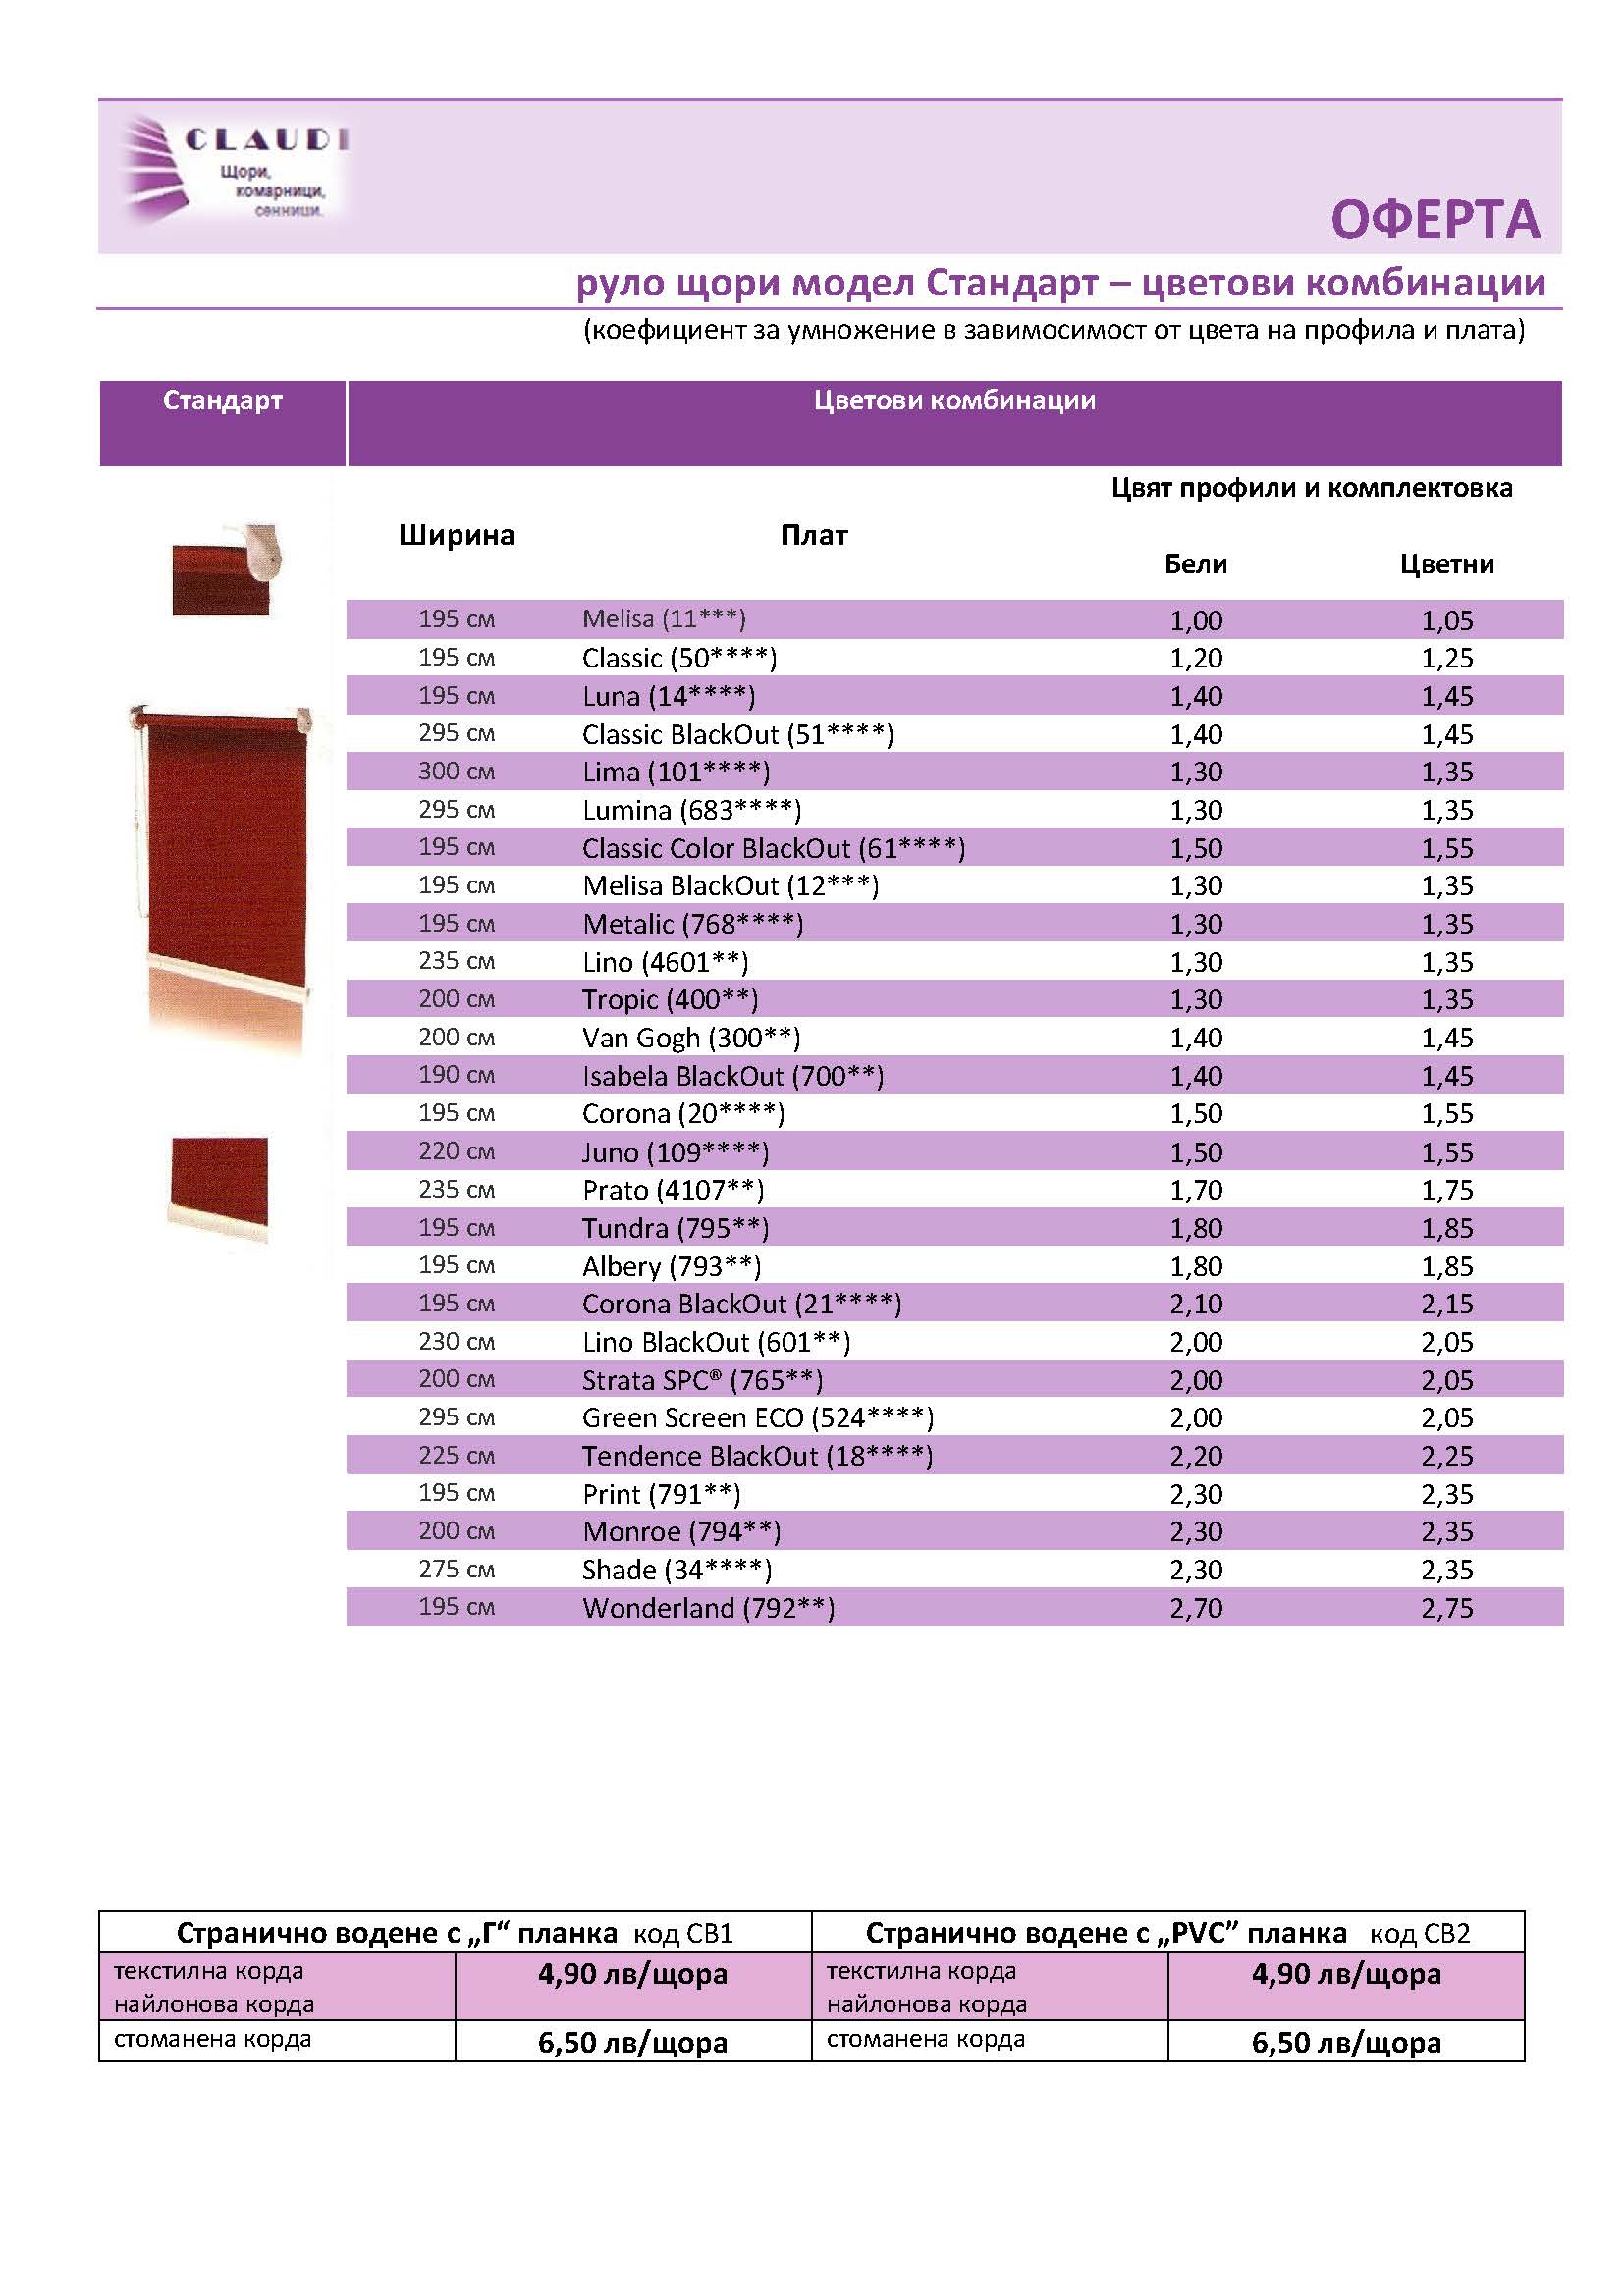 CLAUDI
Щори,
комарници,
сенници.
ОФЕРТА
руло щори модел Стандарт – цветови комбинации
(коефициент за умножение в завимосимост от цвета на профила и плата)
Стандарт Цветови комбинации
Цвят профили и комплектовка
Ширина Плат
Бели Цветни
195 см Melisa (11***) 1,00 1,05
195 см Classic (50****) 1,20 1,25
195 см Luna (14****) 1,40 1,45
295 см Classic BlackOut (51****) 1,40 1,45
300 см Lima (101****) 1,30 1,35
295 см Lumina (683****) 1,30 1,35
195 см Classic Color BlackOut (61****) 1,50 1,55
195 см Melisa BlackOut (12***) 1,30 1,35
195 см Metalic (768****) 1,30 1,35
235 см Lino (4601**) 1,30 1,35
200 см Tropic (400**) 1,30 1,35
200 см Van Gogh (300**) 1,40 1,45
190 см Isabela BlackOut (700**) 1,40 1,45
195 см Corona (20****) 1,50 1,55
220 см Juno (109****) 1,50 1,55
235 см Prato (4107**) 1,70 1,75
195 см Tundra (795**) 1,80 1,85
195 см Albery (793**) 1,80 1,85
195 см Corona BlackOut (21****) 2,10 2,15
230 см Lino BlackOut (601**) 2,00 2,05
200 см Strata SPC® (765**) 2,00 2,05
295 см Green Screen ECO (524****) 2,00 2,05
225 см Tendence BlackOut (18****) 2,20 2,25
195 см Print (791**) 2,30 2,35
200 см Monroe (794**) 2,30 2,35
275 см Shade (34****) 2,30 2,35
195 см Wonderland (792**) 2,70 2,75
Странично водене с „Г“ планка код СВ1 Странично водене с „PVC” планка код СВ2
текстилна корда 4,90 лв/щора текстилна корда 4,90 лв/щора
найлонова корда найлонова корда
стоманена корда 6,50 лв/щора стоманена корда 6,50 лв/щора